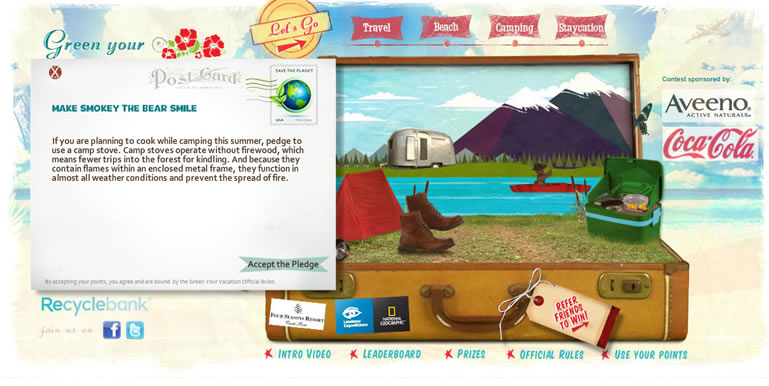 Green your
Let's Go
Travel
Beach
Camping
Staycation
Post Card
SAVE THE PLANET
USA
MAKE SMOKEY THE BEAR SMILE
If you are planning to cook while camping this summer, pledge to
use a Camp stove. Camp stoves operate without firewood, which
means fewer trips into the forest for kindling. And because they
contain flames within an enclosed metal frame, they function in
almost all weather conditions and prevent the spread of fire.
Accept the Pledge
By accepting your points, you agree and are bound by the Green Your Vacation Official Rules.
Contest sponsored by:
Aveeno®
ACTIVE NATURALS®
Coca-Cola
Recyclebank
join us on
FOUR SEASONS RESORT
NATIONAL
GEOGRAPHIC
REFER
FRIENDS
TO WIN!
INTRO VIDEO
LEADERBOARD
PRIZES
OFFICIAL RULES
USE YOUR POINTS